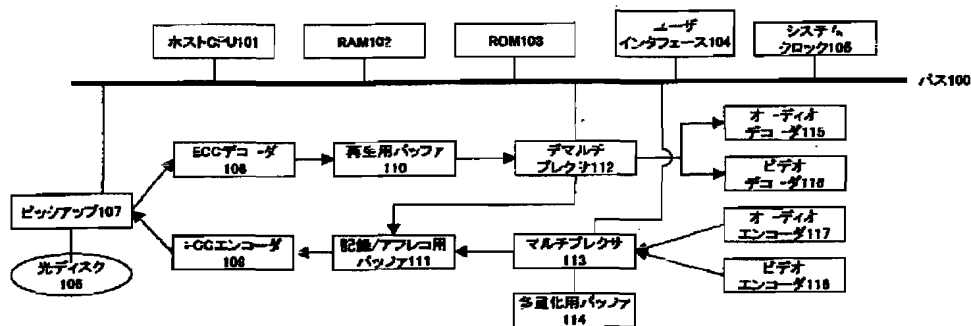 ホストCPU101
RAM102
ROM103
ユーザ
インタフェース104
システム
クロック105
バス100
ECCデコーダ
108
再生用バッファ
110
デマルチ
プレクサ112
オーディオ
デコーダ115
ビデオ
デコーダ116
ピックアップ107
ECCエンコーダ
109
記録/アフレコ用
バッファ111
マルチプレクサ
113
オーディオ
エンコーダ117
ビデオ
エンコーダ118
光ディスク
106
多重化用バッファ
114